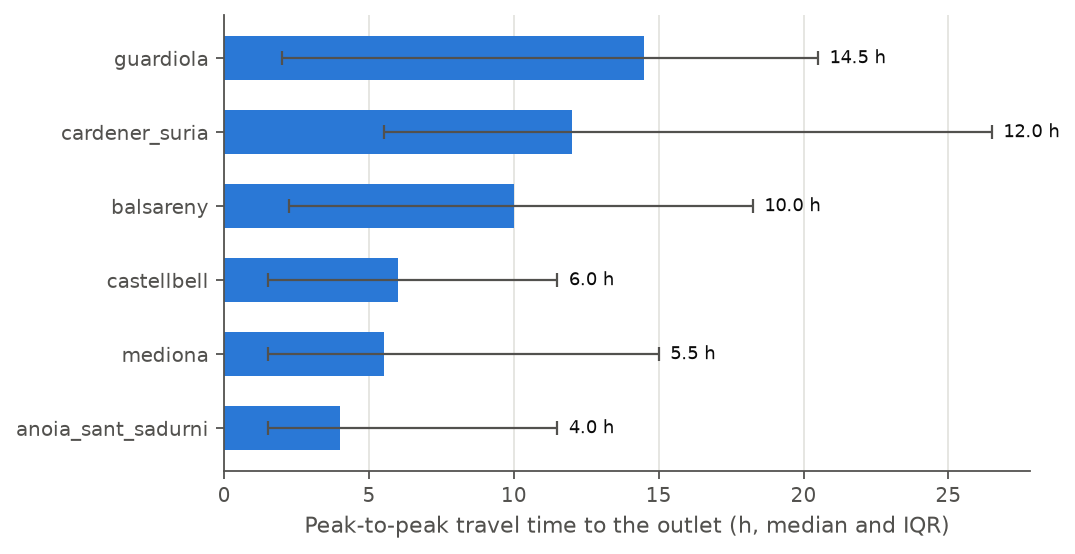 guardiola
14.5 h
cardener_suria
12.0 h
balsareny
10.0 h
castellbell
6.0 h
mediona
5.5 h
anoia_sant_sadurni
4.0 h
0 5 10 15 20 25
Peak-to-peak travel time to the outlet (h, median and IQR)